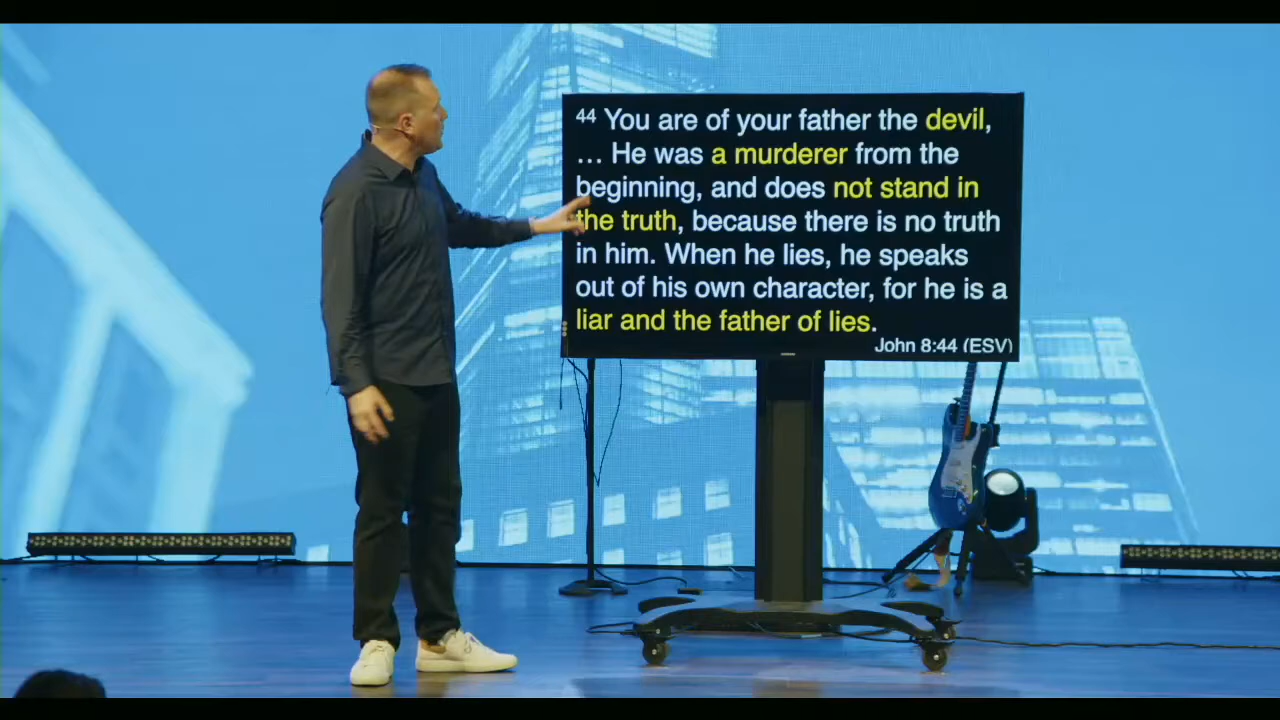 44 You are of your father the devil,
… He was a murderer from the
beginning, and does not stand in
the truth, because there is no truth
in him. When he lies, he speaks
out of his own character, for he is a
liar and the father of lies.
John 8:44 (ESV)